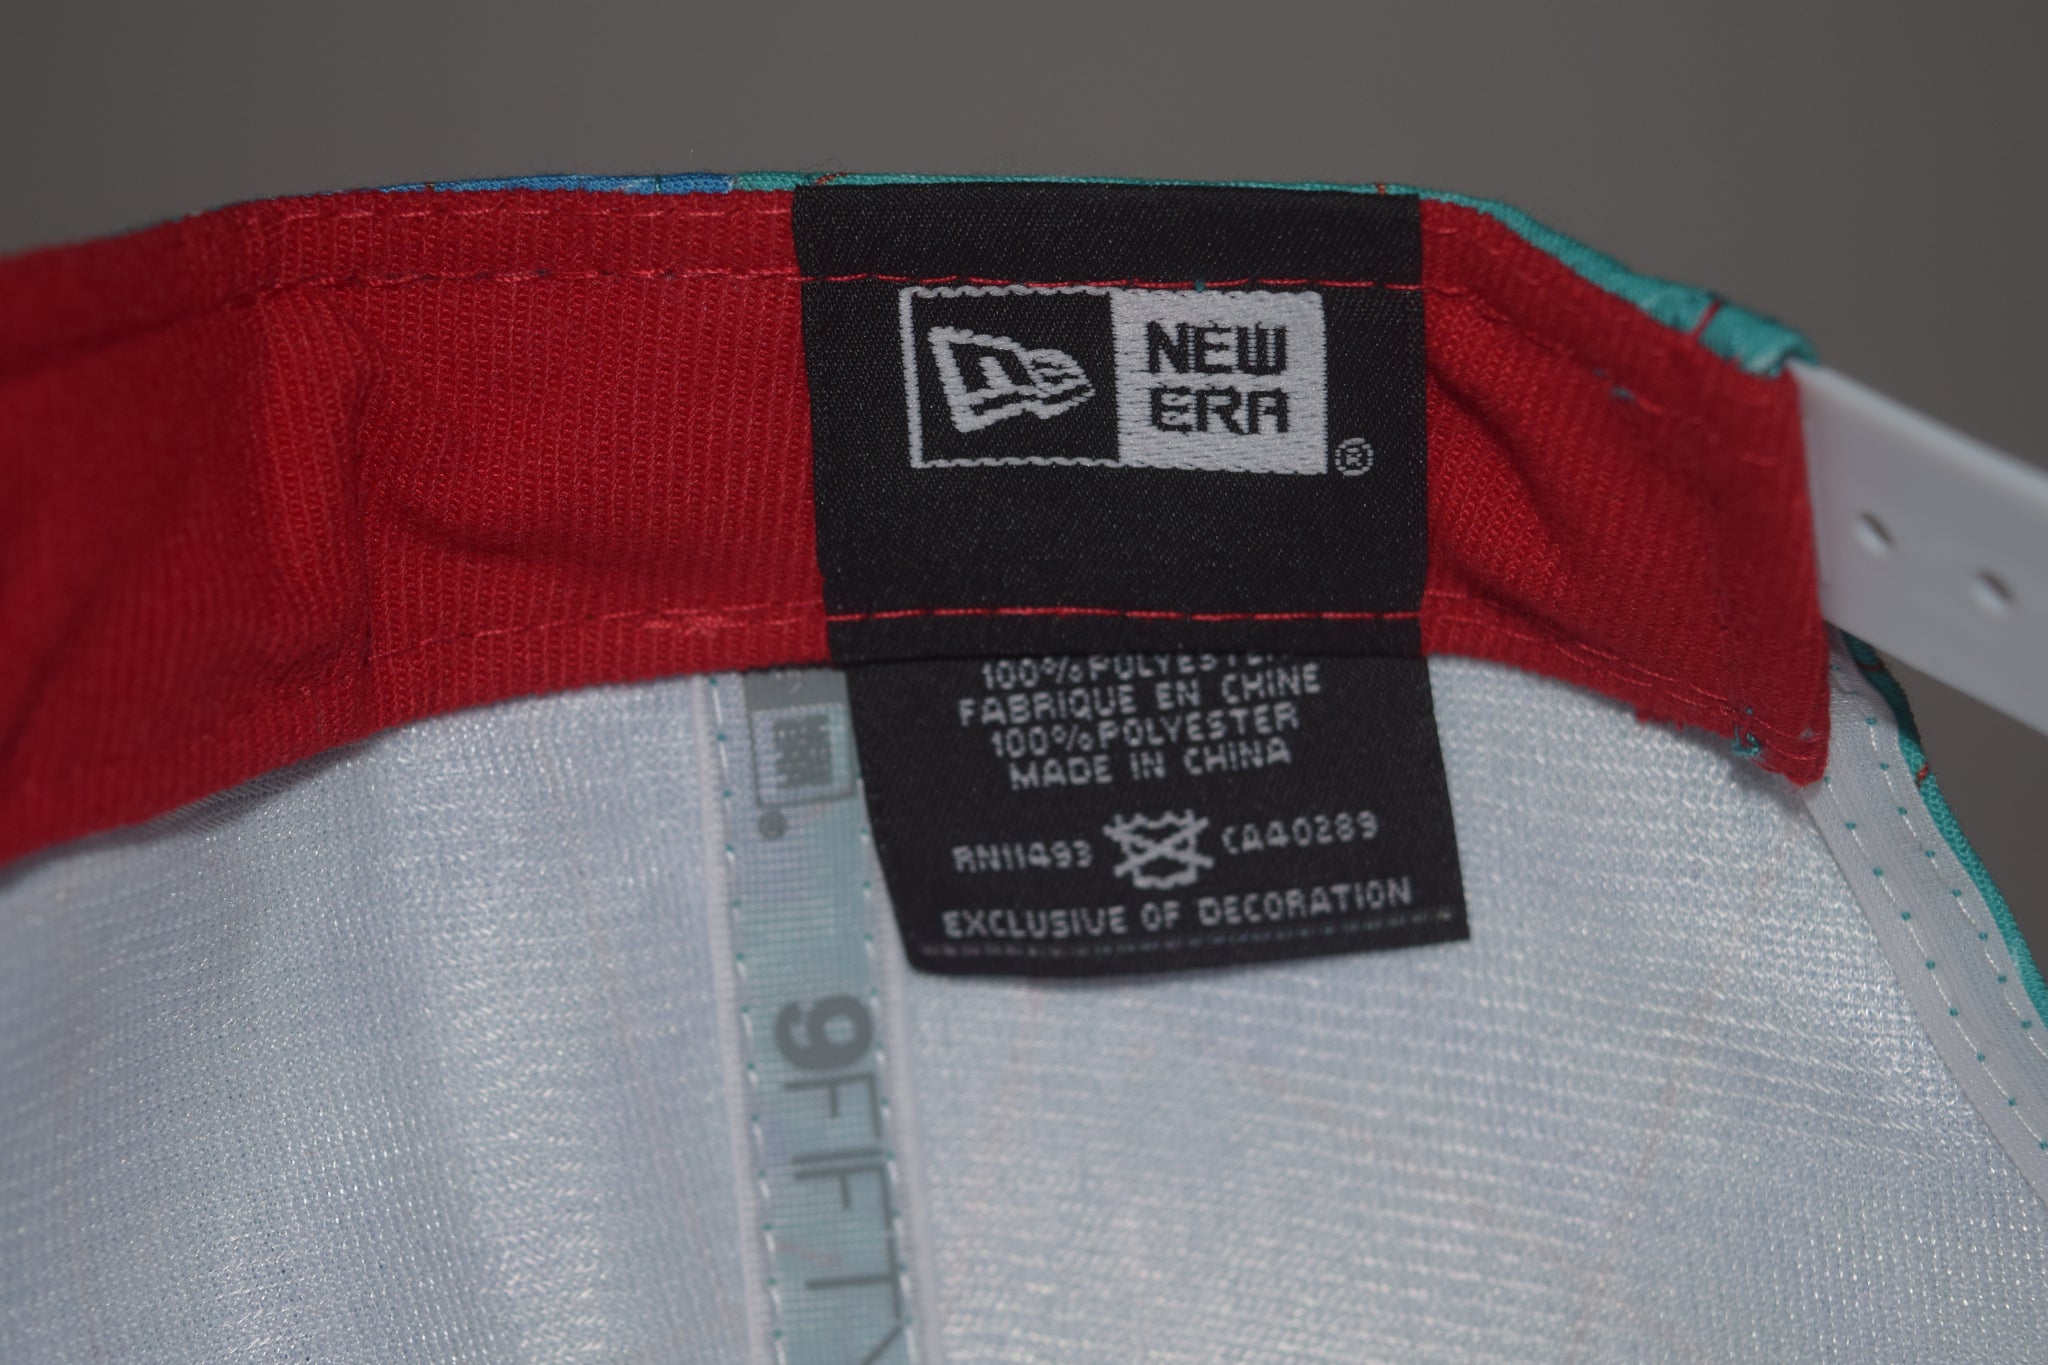 NEW
ERA
®
100% POLYESTER
FABRIQUE EN CHINE
100% POLYESTER
MADE IN CHINA
RN11493 CA40289
EXCLUSIVE OF DECORATION
9FIFTY